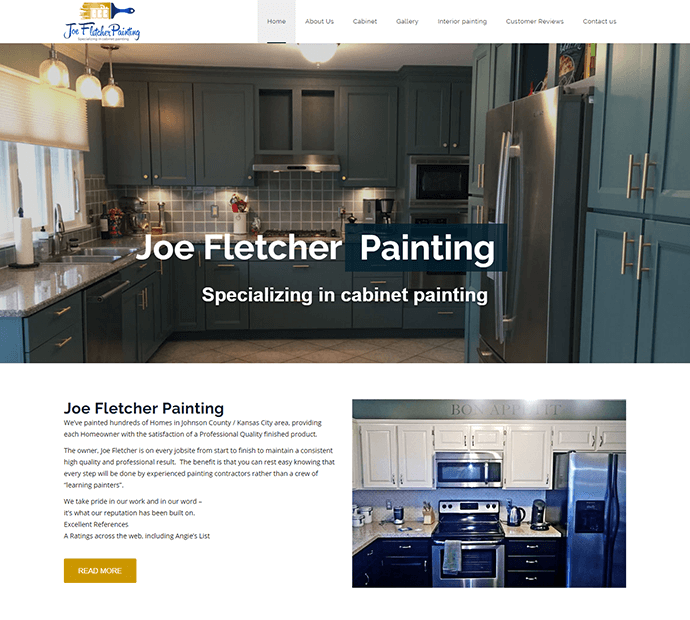 Joe Fletcher Painting
Specializing in cabinet painting
Home About Us Cabinet Gallery Interior painting Customer Reviews Contact us
Joe Fletcher Painting
Specializing in cabinet painting
Joe Fletcher Painting
We've painted hundreds of Homes in Johnson County / Kansas City area, providing
each Homeowner with the satisfaction of a Professional Quality finished product.
The owner, Joe Fletcher is on every jobsite from start to finish to maintain a consistent
high quality and professional result. The benefit is that you can rest easy knowing that
every step will be done by experienced painting contractors rather than a crew of
"learning painters".
We take pride in our work and in our word –
it's what our reputation has been built on.
Excellent References
A Ratings across the web, including Angie's List
READ MORE
BON APPETIT